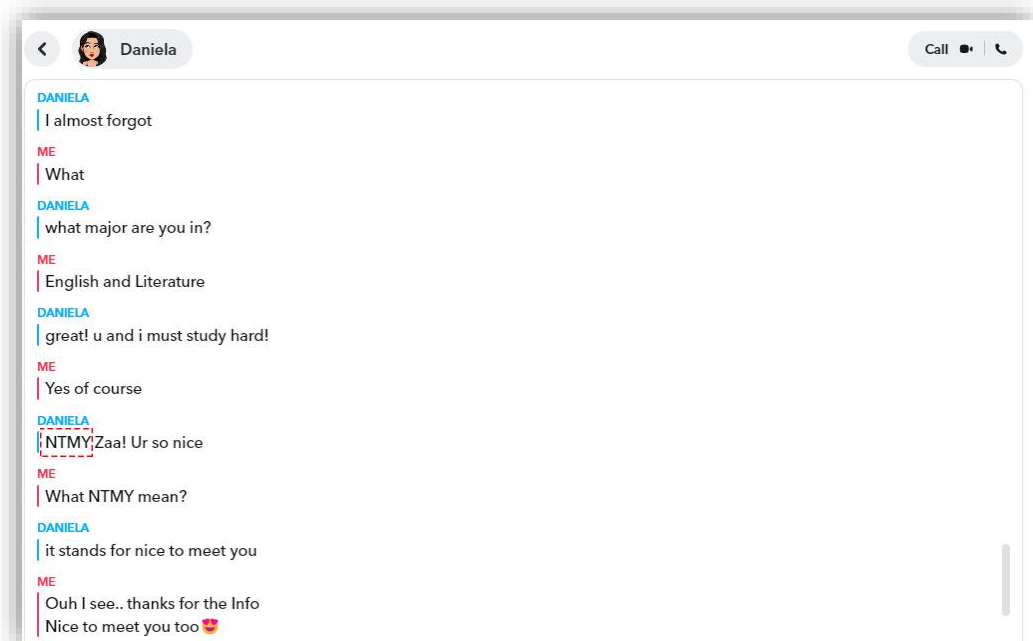 Daniela
Call
DANIELA
I almost forgot
ME
What
DANIELA
what major are you in?
ME
English and Literature
DANIELA
great! u and i must study hard!
ME
Yes of course
DANIELA
NTMY Zaa! Ur so nice
ME
What NTMY mean?
DANIELA
it stands for nice to meet you
ME
Ouh I see.. thanks for the Info
Nice to meet you too😍